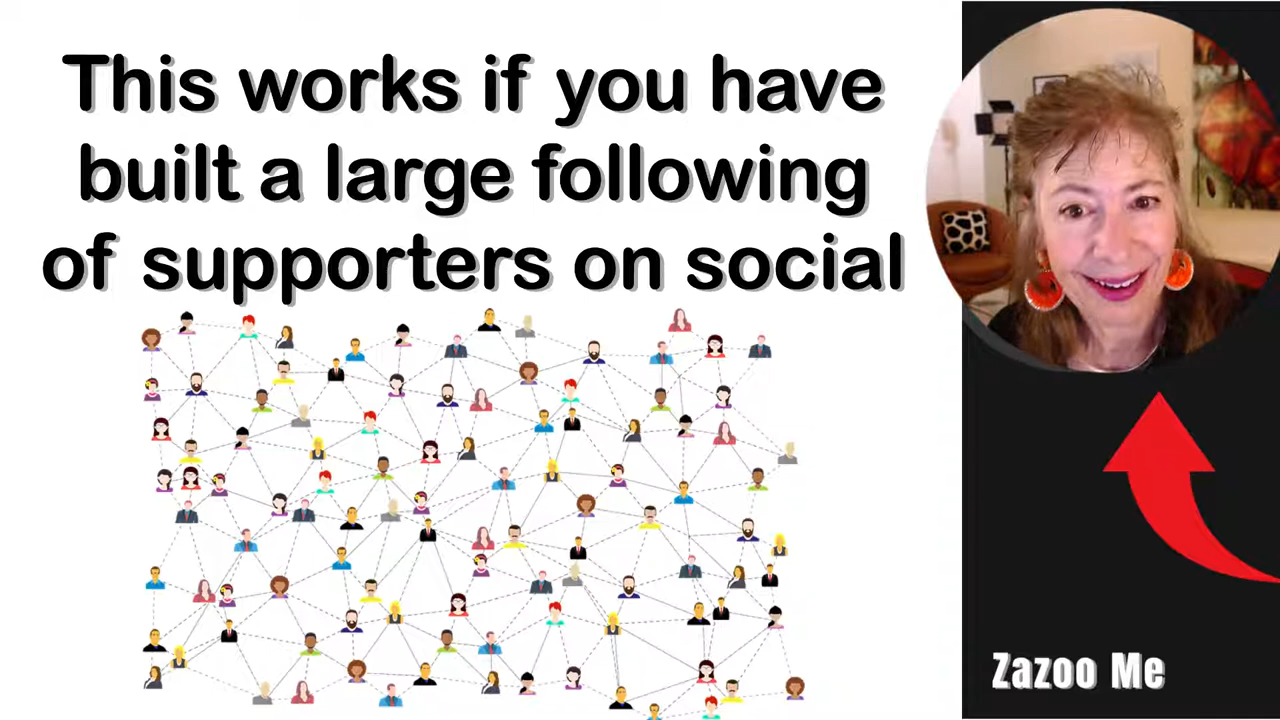 This works if you have
built a large following
of supporters on social
Zazoo Me